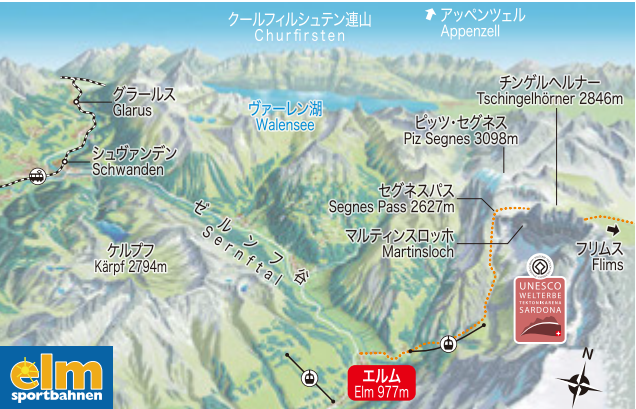 クールフィルシュテン連山
Churfirsten
アッペンツェル
Appenzell
グラールス
Glarus
ヴァーレン湖
Walensee
チンゲルヘルナー
Tschingelhörner 2846m
ピッツ・セグネス
Piz Segnes 3098m
シュヴァンデン
Schwanden
セグネスパス
Segnes Pass 2627m
ゼルンフ谷
Sernftal
マルティンスロッホ
Martinsloch
フリムス
Flims
ケルプフ
Kärpf 2794m
UNESCO
WELTERBE
TEKTONIKARENA
SARDONA
エルム
Elm 977m
N
elm
sportbahnen